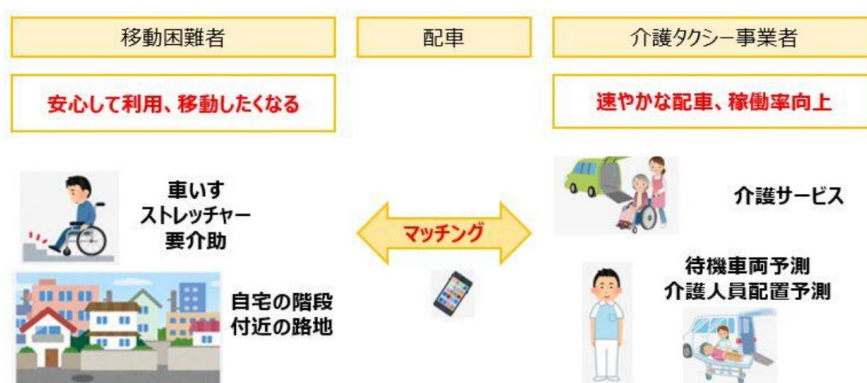 移動困難者
配車
介護タクシー事業者
安心して利用、移動したくなる
速やかな配車、稼働率向上
車いす
ストレッチャー
要介助
マッチング
介護サービス
自宅の階段
付近の路地
待機車両予測
介護人員配置予測